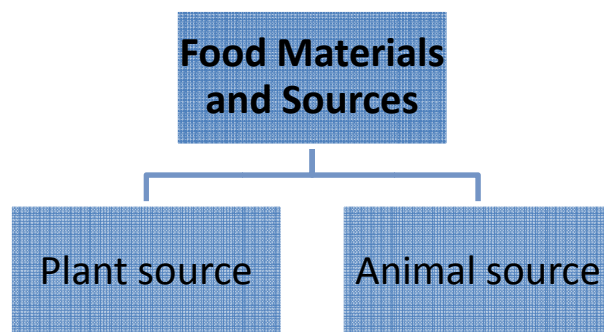 Food Materials
and Sources
Plant source
Animal source